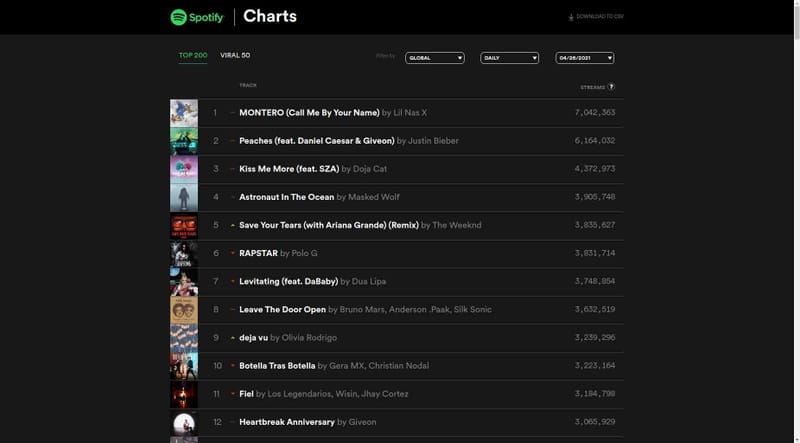 Spotify Charts
DOWNLOAD TO CSV
TOP 200 VIRAL 50 Filter by GLOBAL DAILY 04/26/2021
TRACK STREAMS ?
1 MONTERO (Call Me By Your Name) by Lil Nas X 7,042,363
2 Peaches (feat. Daniel Caesar & Giveon) by Justin Bieber 6,164,032
3 Kiss Me More (feat. SZA) by Doja Cat 4,372,973
4 Astronaut In The Ocean by Masked Wolf 3,905,748
5 Save Your Tears (with Ariana Grande) (Remix) by The Weeknd 3,835,627
6 RAPSTAR by Polo G 3,831,714
7 Levitating (feat. DaBaby) by Dua Lipa 3,748,854
8 Leave The Door Open by Bruno Mars, Anderson .Paak, Silk Sonic 3,632,519
9 deja vu by Olivia Rodrigo 3,239,296
10 Botella Tras Botella by Gera MX, Christian Nodal 3,223,164
11 Fiel by Los Legendarios, Wisin, Jhay Cortez 3,184,798
12 Heartbreak Anniversary by Giveon 3,065,929